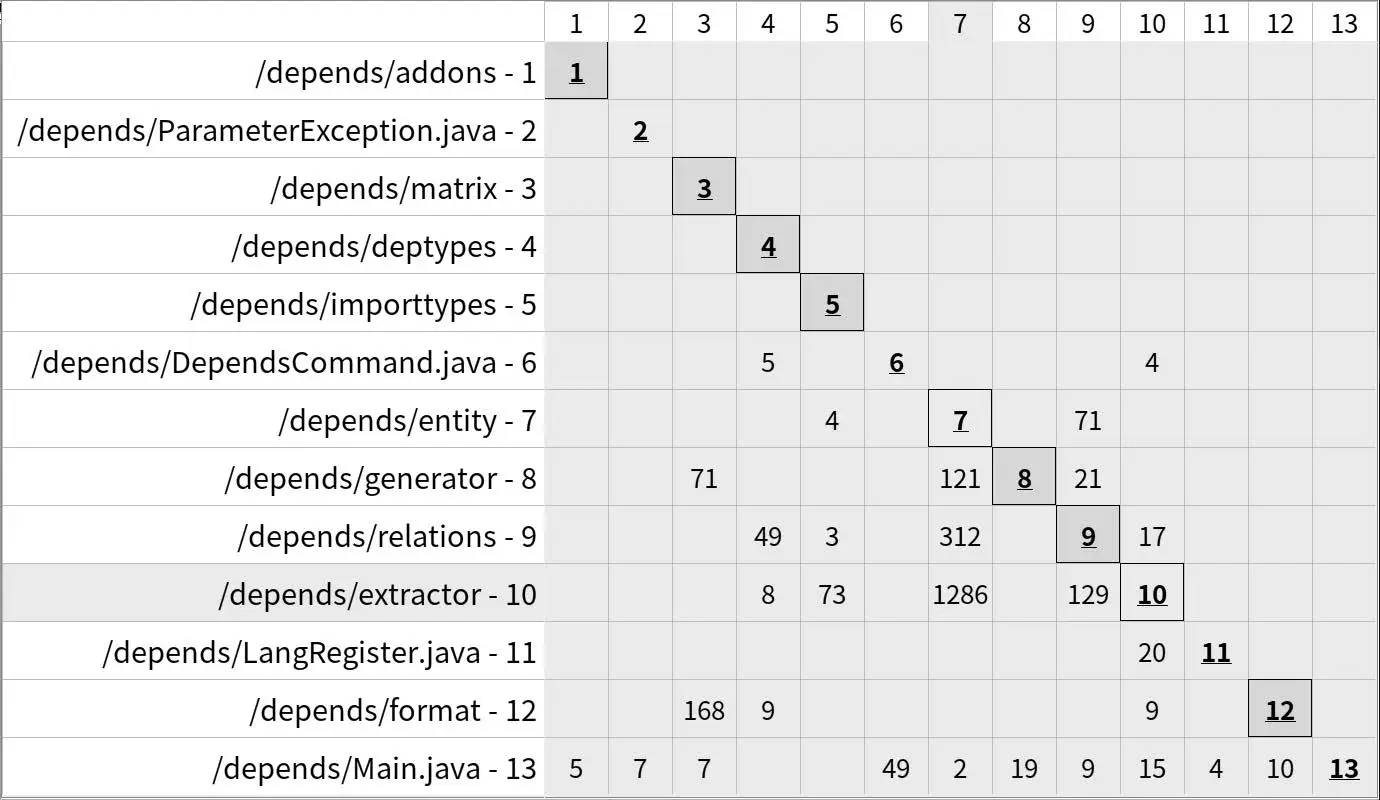 1 2 3 4 5 6 7 8 9 10 11 12 13
/depends/addons - 1 1
/depends/ParameterException.java - 2 2
/depends/matrix - 3 3
/depends/deptypes - 4 4
/depends/importtypes - 5 5
/depends/DependsCommand.java - 6 5 6 4
/depends/entity - 7 4 7 71
/depends/generator - 8 71 121 8 21
/depends/relations - 9 49 3 312 9 17
/depends/extractor - 10 8 73 1286 129 10
/depends/LangRegister.java - 11 20 11
/depends/format - 12 168 9 9 12
/depends/Main.java - 13 5 7 7 49 2 19 9 15 4 10 13